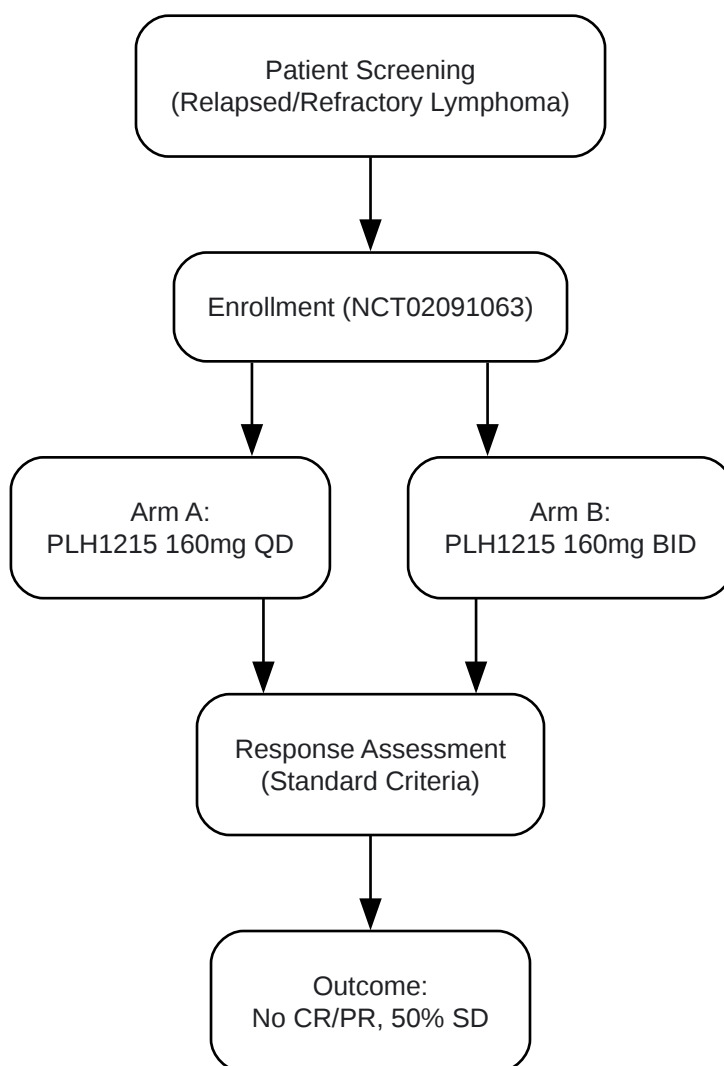 Patient Screening
(Relapsed/Refractory Lymphoma)
Enrollment (NCT02091063)
Arm A:
PLH1215 160mg QD
Arm B:
PLH1215 160mg BID
Response Assessment
(Standard Criteria)
Outcome:
No CR/PR, 50% SD